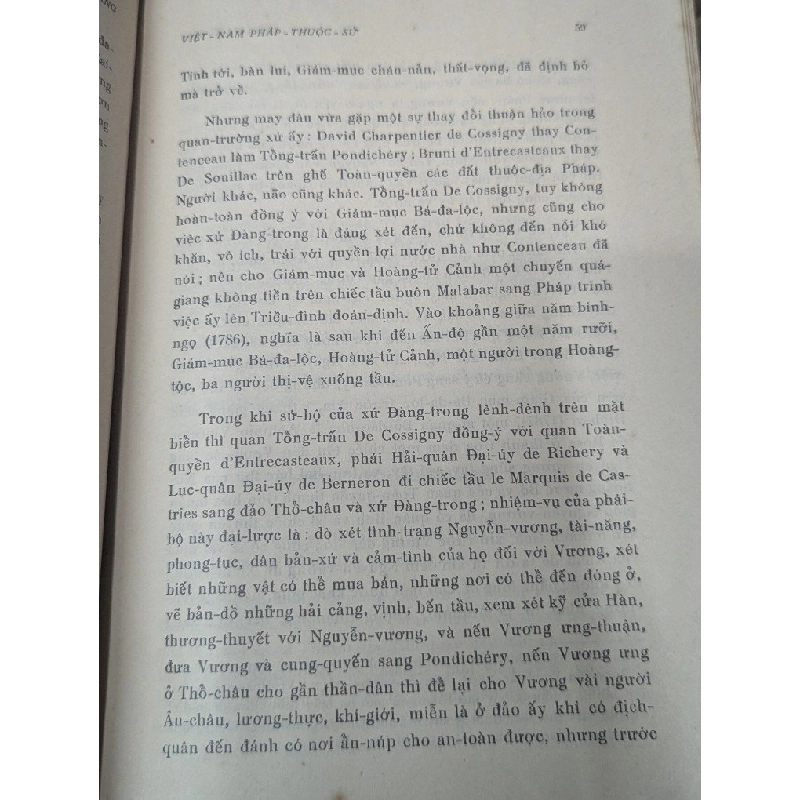 VIỆT - NAM PHÁP - THUỘC - SỬ
Tính tới, bàn lui, Giám-mục chán-nản, thất-vọng, đã định bỏ
mà trở về.
Nhưng may đâu vừa gặp một sự thay đổi thuận hảo trong
quan-trường xứ ấy : David Charpentier de Cossigny thay Con-
tenceau làm Tổng-trấn Pondichéry ; Bruni d'Entrecasteaux thay
De Souillac trên ghế Toàn-quyền các đất thuộc-địa Pháp.
Người khác, não cũng khác. Tổng-trấn De Cossigny, tuy không
hoàn-toàn đồng ý với Giám-mục Bá-đa-lộc, nhưng cũng cho
việc xứ Đàng-trong là đáng xét đến, chứ không đến nỗi khó
khăn, vô ích, trái với quyền-lợi nước nhà như Contencean đã
nói ; nên cho Giám-mục và Hoàng-tử Cảnh một chuyến quá-
giang không tiền trên chiếc tầu buôn Malabar sang Pháp trình
việc ấy lên Triều-đình đoán-định. Vào khoảng giữa năm bính-
ngọ (1786), nghĩa là sau khi đến Ấn-độ gần một năm rưỡi,
Giám-mục Bá-đa-lộc, Hoàng-tử Cảnh, một người trong Hoàng-
tộc, ba người thị-vệ xuống tầu.
Trong khi sứ-bộ của xứ Đàng-trong lênh-đênh trên mặt
biển thì quan Tổng-trấn De Cossigny đồng-ý với quan Toàn-
quyền d'Entrecasteaux, phái Hải-quân Đại-úy de Richery và
Lục-quân Đại-úy de Berneron đi chiếc tầu le Marquis de Cas-
tries sang đảo Thổ-châu và xứ Đàng-trong ; nhiệm-vụ của phái-
bộ này đại-lược là : dò xét tình-trạng Nguyễn-vương, tài-năng,
phong-tục, dân bản-xứ và cảm-tình của họ đối với Vương, xét
biết những vật có thể mua bán, những nơi có thể đến đóng ở,
vẽ bản-đồ những hải cảng, vịnh, bến tầu, xem xét kỹ cửa Hàn,
thương-thuyết với Nguyễn-vương, và nếu Vương ưng-thuận,
đưa Vương và cung-quyến sang Pondichéry, nếu Vương ưng
ở Thổ-châu cho gần thần-dân thì để lại cho Vương vài người
Âu-châu, lương-thực, khí-giới, miễn là ở đảo ấy khi có địch-
quân đến đánh có nơi ẩn-núp cho an-toàn được, nhưng trước